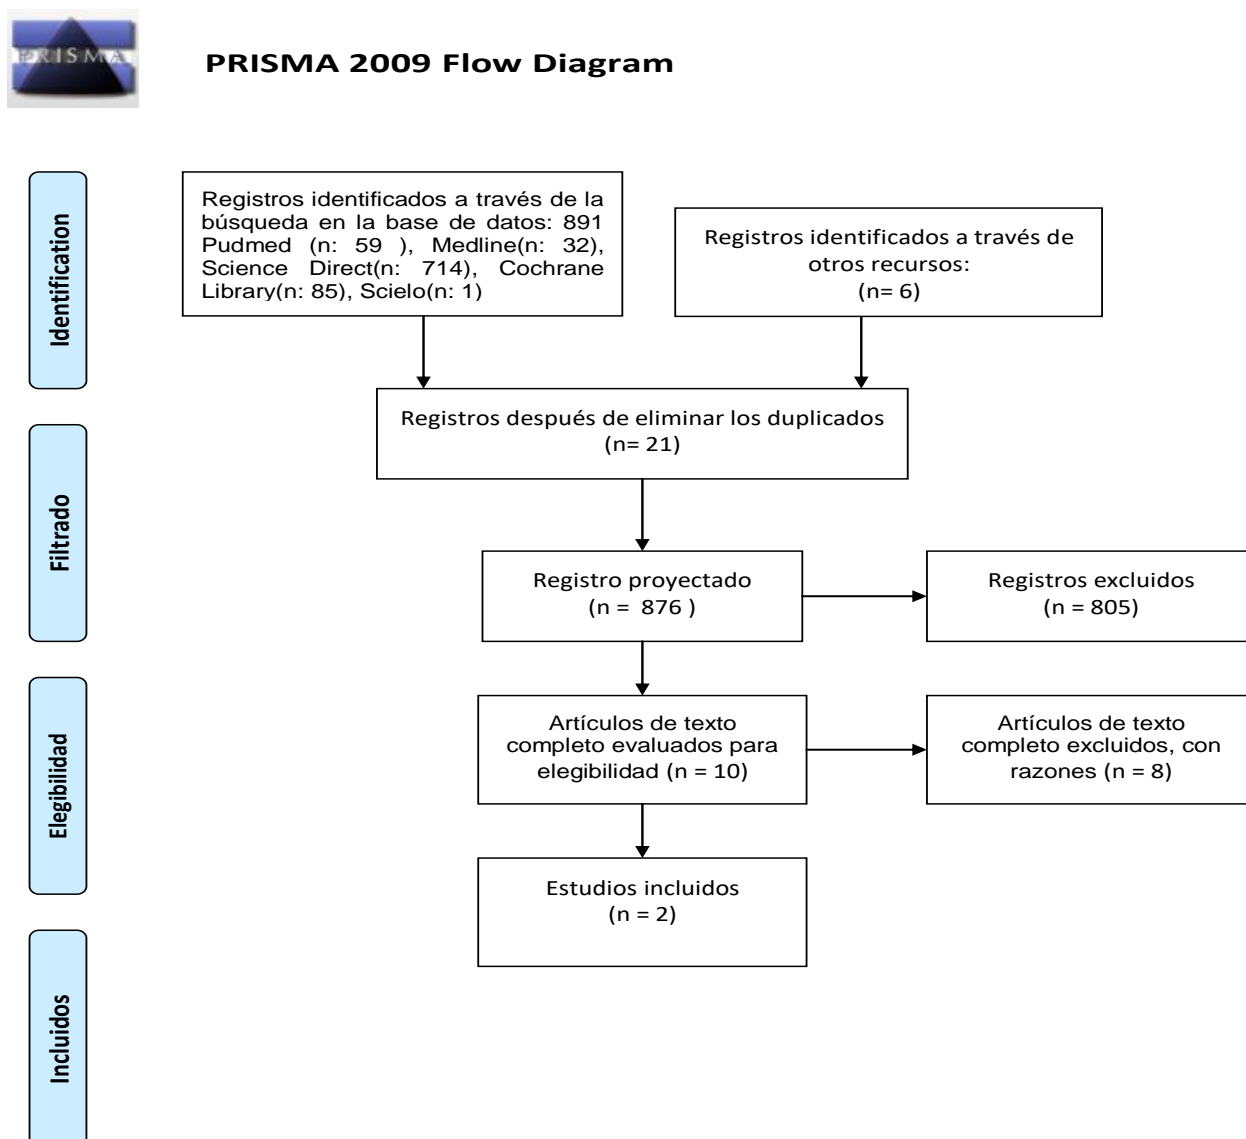 PRISMA
PRISMA 2009 Flow Diagram
Identification
Registros identificados a través de la
búsqueda en la base de datos: 891
Pudmed (n: 59 ), Medline(n: 32),
Science Direct(n: 714), Cochrane
Library(n: 85), Scielo(n: 1)
Registros identificados a través de
otros recursos:
(n= 6)
Registros después de eliminar los duplicados
(n= 21)
Filtrado
Registro proyectado
(n = 876 )
Registros excluidos
(n = 805)
Elegibilidad
Artículos de texto
completo evaluados para
elegibilidad (n = 10)
Artículos de texto
completo excluidos, con
razones (n = 8)
Estudios incluidos
(n = 2)
Incluidos